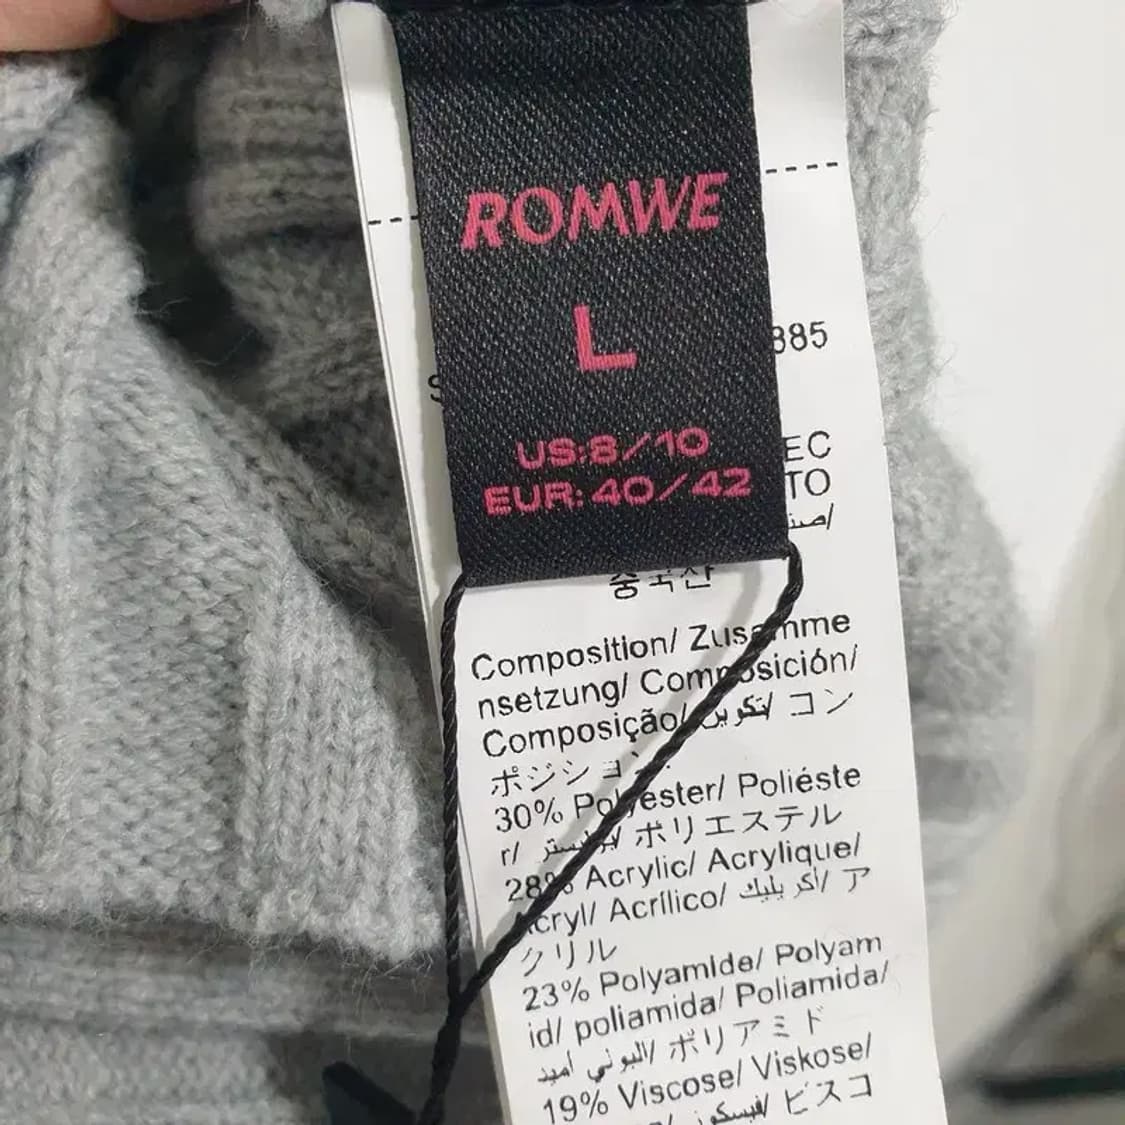 ROMWE
L
US:8/10
EUR: 40/42
885
S
EC
TO
/صنع
중국산
Composition/ Zusamme
nsetzung/ Composición/
Composição/ تكوين/ コン
ポジション
30% Polyester/ Poliéste
r/ بوليستر/ ポリエステル
28% Acrylic/ Acrylique/
Acryl/ Acrílico/ أكريليك/ ア
クリル
23% Polyamide/ Polyam
id/ poliamida/ Poliamida/
البولي أميد/ ポリアミド
19% Viscose/ Viskose/
فيسكوز/ ビスコ